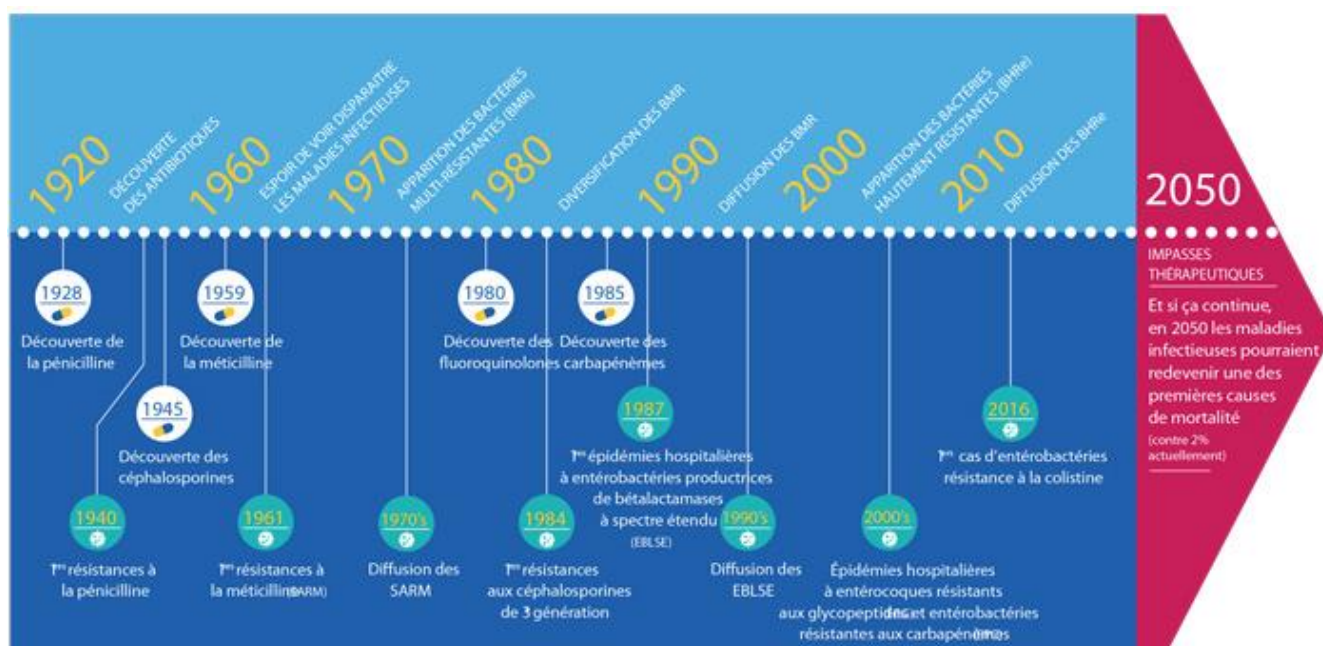 1920
DÉCOUVERTE
DES ANTIBIOTIQUES
1960
ESPOIR DE VOIR DISPARAITRE
LES MALADIES INFECTIEUSES
1970
APPARITION DES BACTÉRIES
MULTI-RÉSISTANTES (BMR)
1980
DIVERSIFICATION DES BMR
1990
DIFFUSION DES BMR
2000
APPARITION DES BACTÉRIES
HAUTEMENT RÉSISTANTES (BHRe)
2010
DIFFUSION DES BHRe
2050
IMPASSES
THÉRAPEUTIQUES
Et si ça continue,
en 2050 les maladies
infectieuses pourraient
redevenir une des
premières causes
de mortalité
(contre 2%
actuellement)
1928
Découverte de
la pénicilline
1959
Découverte de
la méticilline
1980
Découverte des
fluoroquinolones
1985
Découverte des
carbapénèmes
1945
Découverte des
céphalosporines
1987
1res épidémies hospitalières
à entérobactéries productrices
de bétalactamases
à spectre étendu
(EBLSE)
2016
1er cas d'entérobactéries
résistance à la colistine
1940
1res résistances à
la pénicilline
1961
1res résistances à
la méticilline (SARM)
1970's
Diffusion des
SARM
1984
1res résistances
aux céphalosporines
de 3 génération
1990's
Diffusion des
EBLSE
2000's
Épidémies hospitalières
à entérocoques résistants
aux glycopeptides et entérobactéries
résistantes aux carbapénèmes